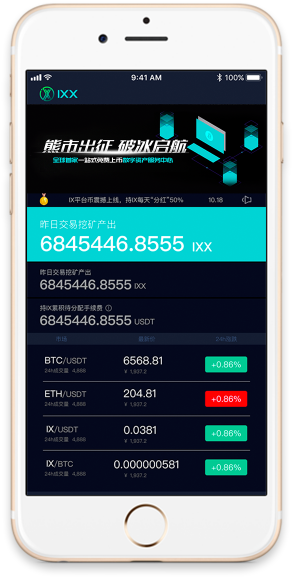 9:41 AM 100%
IXX
熊市出征 破冰启航
全球首家一站式免费上币数字资产服务中心
IX平台币震撼上线，持IX每天“分红”50% 10.18
昨日交易挖矿产出
6845446.8555 IXX
昨日交易挖矿产出
6845446.8555 IXX
持IX累积待分配手续费
6845446.8555 USDT
市场 最新价 24h涨跌
BTC/USDT 6568.81 +0.86%
24h成交量 4,888 ¥ 1,937.2
ETH/USDT 204.81 +0.86%
24h成交量 4,888 ¥ 1,937.2
IX/USDT 0.0381 +0.86%
24h成交量 4,888 ¥ 1,937.2
IX/BTC 0.000000581 +0.86%
24h成交量 4,888 ¥ 1,937.2